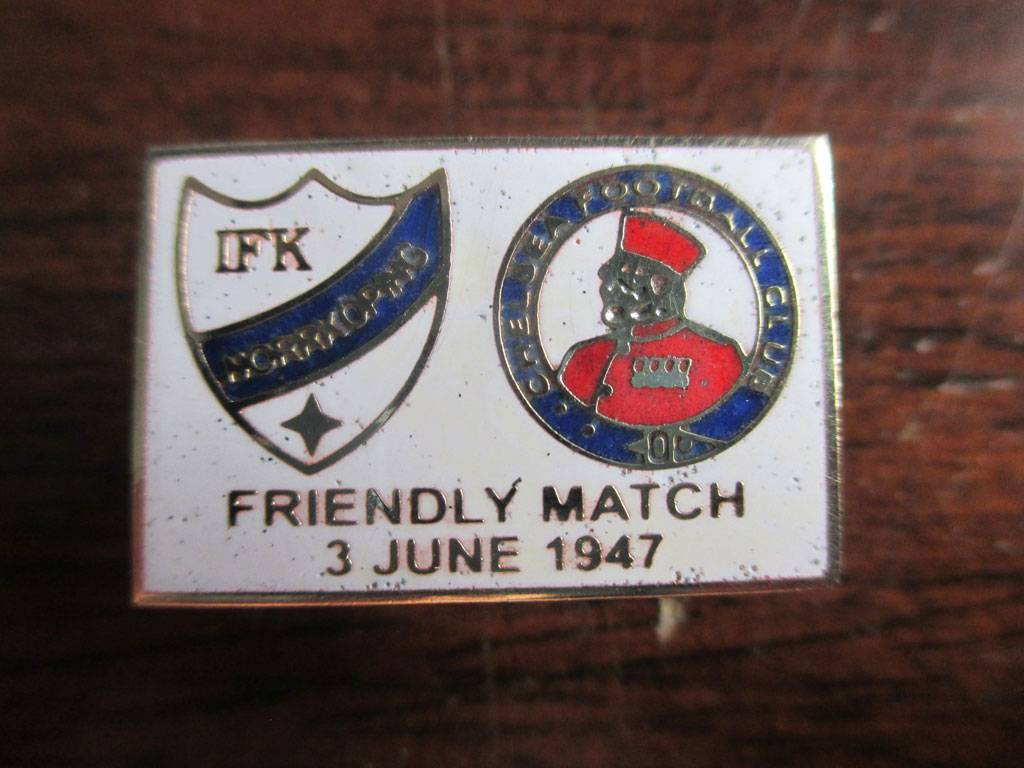 IFK
NORRKÖPING
CHELSEA FOOTBALL CLUB
FRIENDLY MATCH
3 JUNE 1947